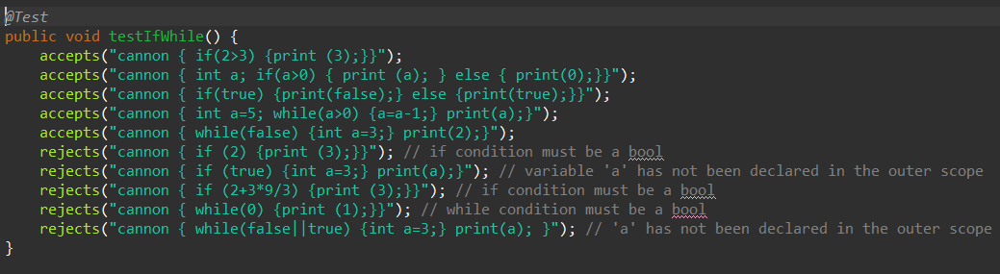 @Test
public void testIfWhile() {
    accepts("cannon { if(2>3) {print (3);}}");
    accepts("cannon { int a; if(a>0) { print (a); } else { print(0);}}");
    accepts("cannon { if(true) {print(false);} else {print(true);}}");
    accepts("cannon { int a=5; while(a>0) {a=a-1;} print(a);}");
    accepts("cannon { while(false) {int a=3;} print(2);}");
    rejects("cannon { if (2) {print (3);}}"); // if condition must be a bool
    rejects("cannon { if (true) {int a=3;} print(a);}"); // variable 'a' has not been declared in the outer scope
    rejects("cannon { if (2+3*9/3) {print (3);}}"); // if condition must be a bool
    rejects("cannon { while(0) {print (1);}}"); // while condition must be a bool
    rejects("cannon { while(false||true) {int a=3;} print(a); }"); // 'a' has not been declared in the outer scope
}